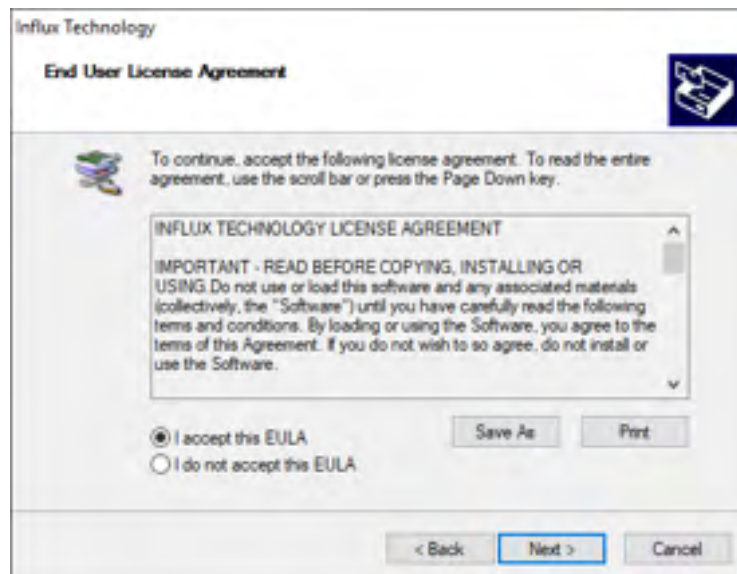 Influx Technology
End User License Agreement
To continue, accept the following license agreement. To read the entire
agreement, use the scroll bar or press the Page Down key.
INFLUX TECHNOLOGY LICENSE AGREEMENT
IMPORTANT - READ BEFORE COPYING, INSTALLING OR
USING.Do not use or load this software and any associated materials
(collectively, the "Software") until you have carefully read the following
terms and conditions. By loading or using the Software, you agree to the
terms of this Agreement. If you do not wish to so agree, do not install or
use the Software.
Save As
Print
I accept this EULA
I do not accept this EULA
< Back
Next >
Cancel